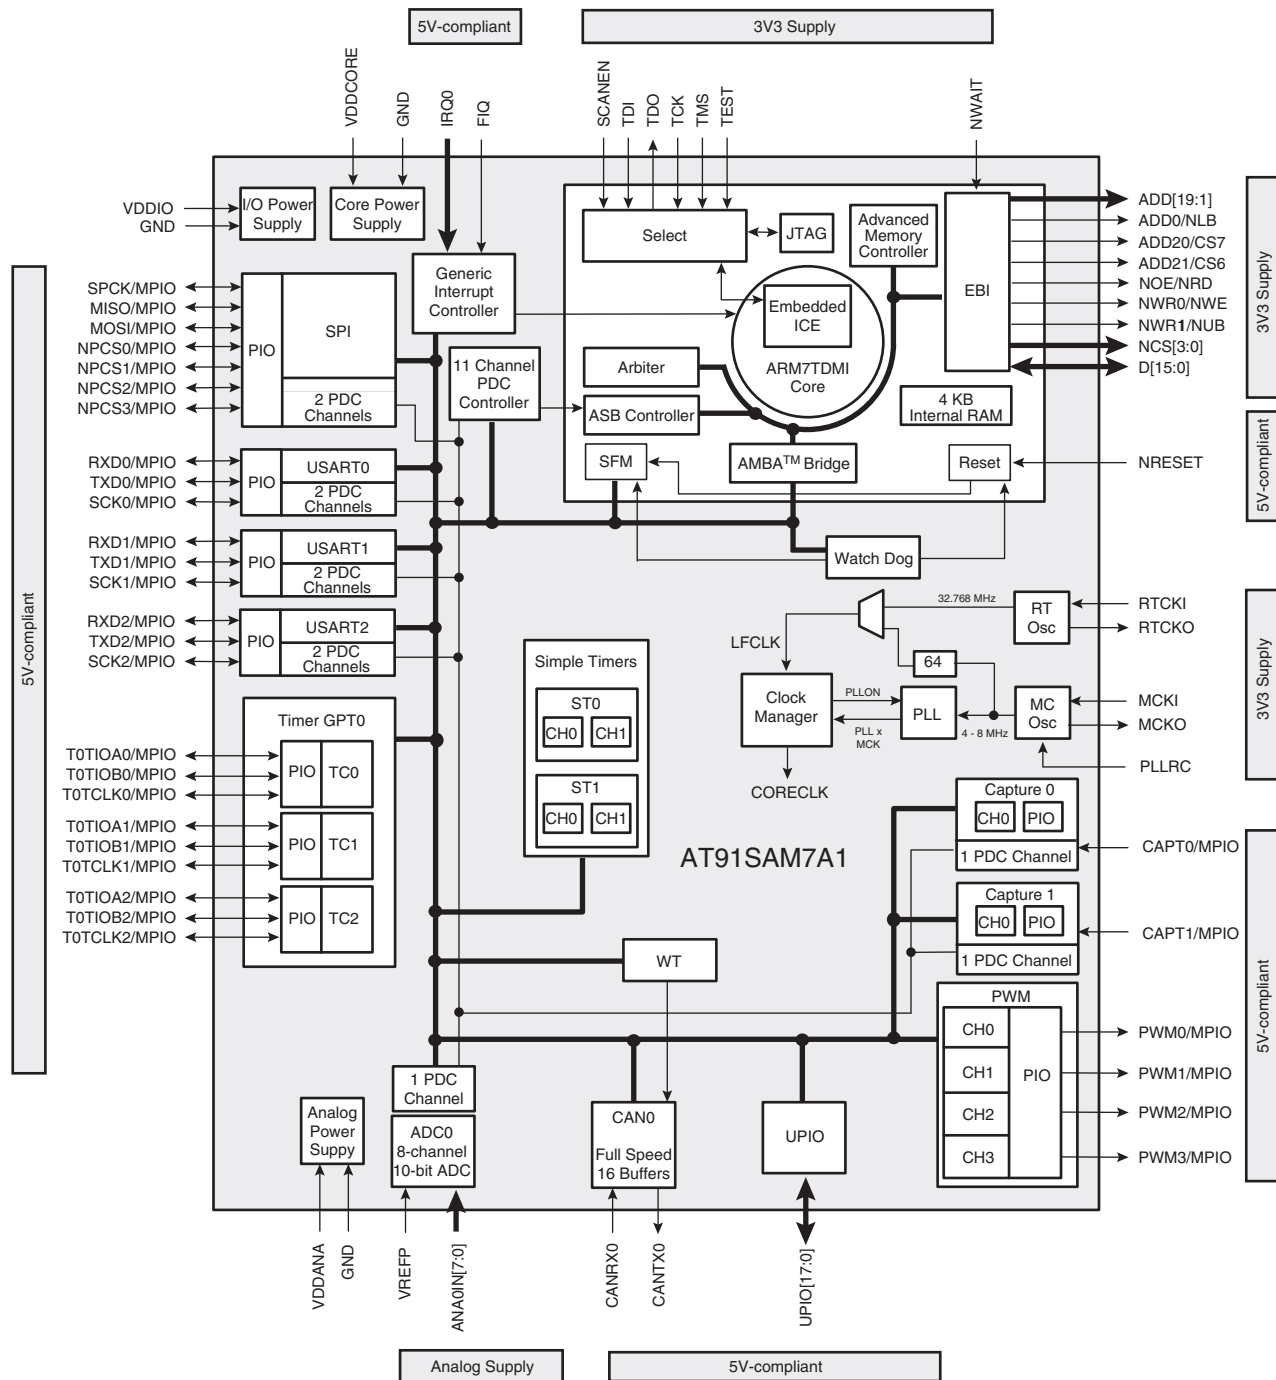 5V-compliant
3V3 Supply
VDDCORE
GND
IRQ0
FIQ
SCANEN
TDI
TDO
TCK
TMS
TEST
NWAIT
VDDIO
GND
I/O Power
Supply
Core Power
Supply
Select
JTAG
Advanced
Memory
Controller
EBI
ADD[19:1]
ADD0/NLB
ADD20/CS7
ADD21/CS6
NOE/NRD
NWR0/NWE
NWR1/NUB
NCS[3:0]
D[15:0]
3V3 Supply
Generic
Interrupt
Controller
Embedded
ICE
ARM7TDMI
Core
SPCK/MPIO
MISO/MPIO
MOSI/MPIO
NPCS0/MPIO
NPCS1/MPIO
NPCS2/MPIO
NPCS3/MPIO
PIO
SPI
2 PDC
Channels
11 Channel
PDC
Controller
Arbiter
ASB Controller
4 KB
Internal RAM
SFM
AMBA™ Bridge
Reset
NRESET
5V-compliant
RXD0/MPIO
TXD0/MPIO
SCK0/MPIO
PIO
USART0
2 PDC
Channels
RXD1/MPIO
TXD1/MPIO
SCK1/MPIO
PIO
USART1
2 PDC
Channels
Watch Dog
RXD2/MPIO
TXD2/MPIO
SCK2/MPIO
PIO
USART2
2 PDC
Channels
5V-compliant
32.768 MHz
RT
Osc
RTCKI
RTCKO
LFCLK
64
Clock
Manager
PLLON
PLL x
MCK
PLL
4 - 8 MHz
MC
Osc
MCKI
MCKO
PLLRC
CORECLK
3V3 Supply
Simple Timers
ST0
CH0
CH1
ST1
CH0
CH1
Timer GPT0
T0TIOA0/MPIO
T0TIOB0/MPIO
T0TCLK0/MPIO
PIO
TC0
T0TIOA1/MPIO
T0TIOB1/MPIO
T0TCLK1/MPIO
PIO
TC1
T0TIOA2/MPIO
T0TIOB2/MPIO
T0TCLK2/MPIO
PIO
TC2
AT91SAM7A1
Capture 0
CH0
PIO
1 PDC Channel
CAPT0/MPIO
Capture 1
CH0
PIO
1 PDC Channel
CAPT1/MPIO
5V-compliant
WT
PWM
CH0
CH1
CH2
CH3
PIO
PWM0/MPIO
PWM1/MPIO
PWM2/MPIO
PWM3/MPIO
1 PDC
Channel
Analog
Power
Suppy
ADC0
8-channel
10-bit ADC
CAN0
Full Speed
16 Buffers
UPIO
VDDANA
GND
VREFP
ANA0IN[7:0]
CANRX0
CANTX0
UPIO[17:0]
Analog Supply
5V-compliant